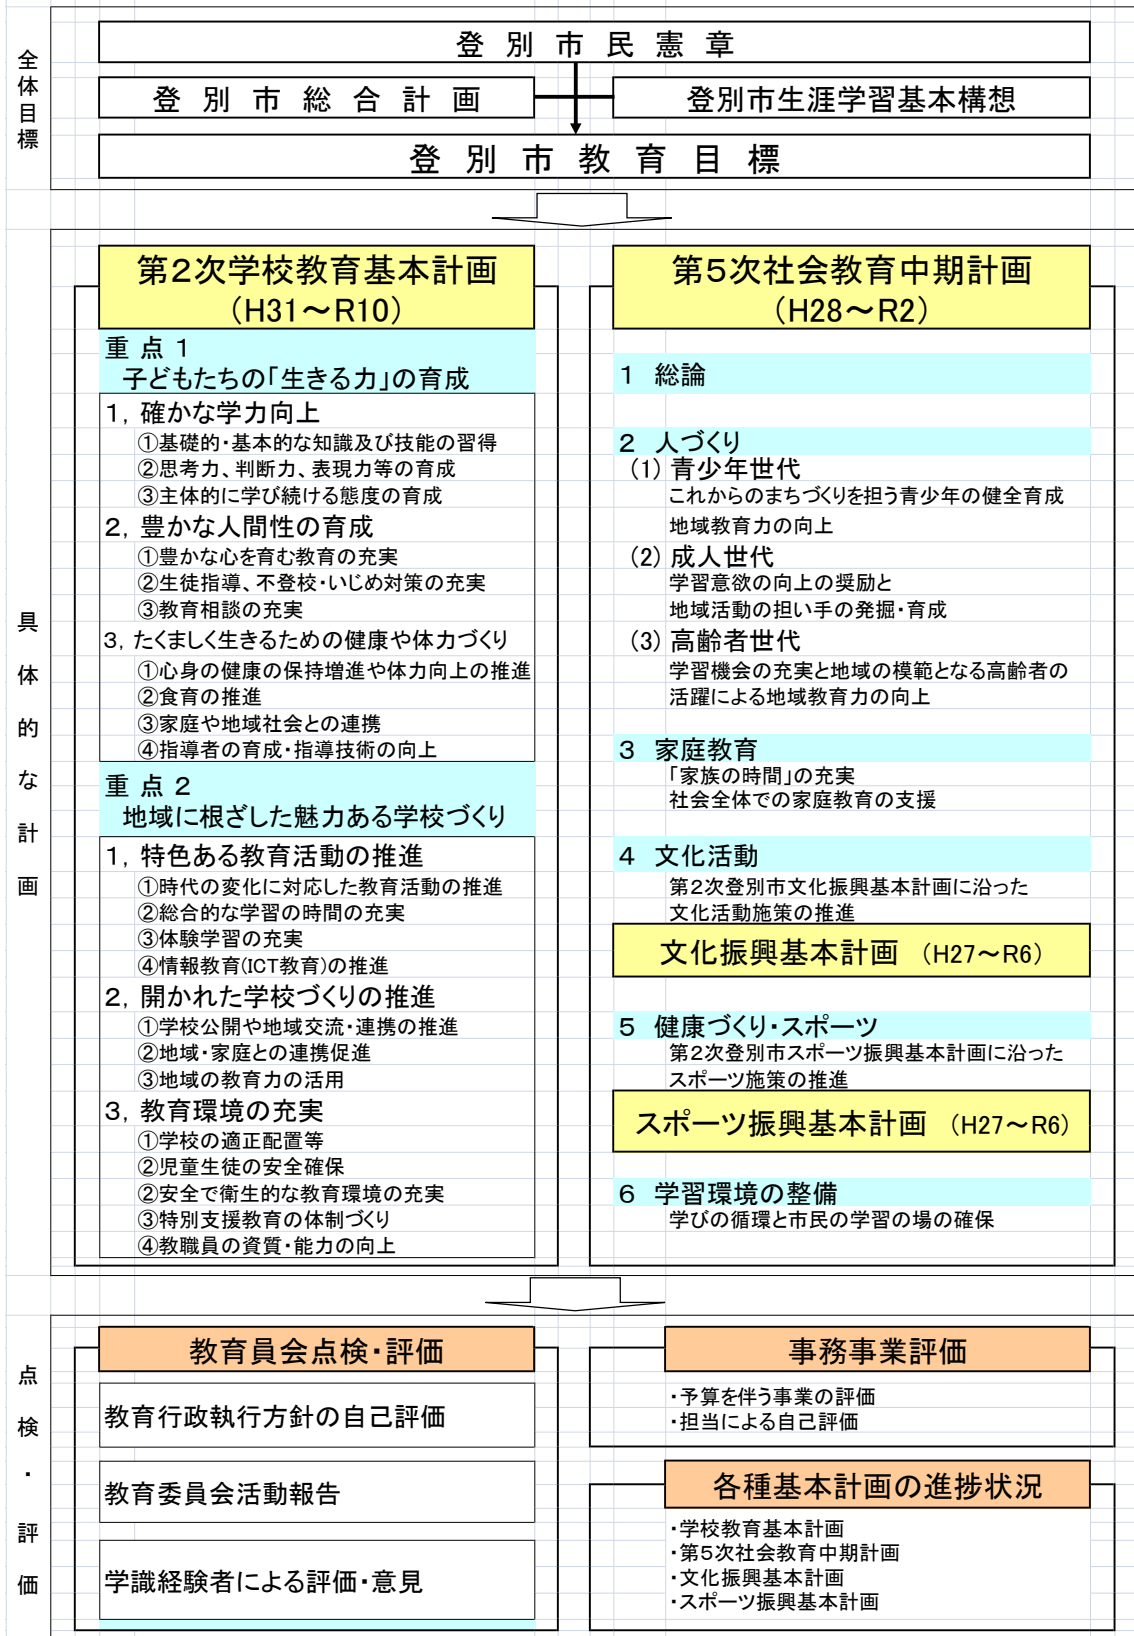 全体目標
登別市民憲章
登別市総合計画
登別市生涯学習基本構想
登別市教育目標
具体的な計画
第2次学校教育基本計画
(H31～R10)
重点1
子どもたちの「生きる力」の育成
1，確かな学力向上
①基礎的・基本的な知識及び技能の習得
②思考力、判断力、表現力等の育成
③主体的に学び続ける態度の育成
2，豊かな人間性の育成
①豊かな心を育む教育の充実
②生徒指導、不登校・いじめ対策の充実
③教育相談の充実
3，たくましく生きるための健康や体力づくり
①心身の健康の保持増進や体力向上の推進
②食育の推進
③家庭や地域社会との連携
④指導者の育成・指導技術の向上
重点2
地域に根ざした魅力ある学校づくり
1，特色ある教育活動の推進
①時代の変化に対応した教育活動の推進
②総合的な学習の時間の充実
③体験学習の充実
④情報教育(ICT教育)の推進
2，開かれた学校づくりの推進
①学校公開や地域交流・連携の推進
②地域・家庭との連携促進
③地域の教育力の活用
3，教育環境の充実
①学校の適正配置等
②児童生徒の安全確保
②安全で衛生的な教育環境の充実
③特別支援教育の体制づくり
④教職員の資質・能力の向上
第5次社会教育中期計画
(H28～R2)
1 総論
2 人づくり
(1) 青少年世代
これからのまちづくりを担う青少年の健全育成
地域教育力の向上
(2) 成人世代
学習意欲の向上の奨励と
地域活動の担い手の発掘・育成
(3) 高齢者世代
学習機会の充実と地域の模範となる高齢者の
活躍による地域教育力の向上
3 家庭教育
「家族の時間」の充実
社会全体での家庭教育の支援
4 文化活動
第2次登別市文化振興基本計画に沿った
文化活動施策の推進
文化振興基本計画 (H27～R6)
5 健康づくり・スポーツ
第2次登別市スポーツ振興基本計画に沿った
スポーツ施策の推進
スポーツ振興基本計画 (H27～R6)
6 学習環境の整備
学びの循環と市民の学習の場の確保
点検・評価
教育員会点検・評価
教育行政執行方針の自己評価
教育委員会活動報告
学識経験者による評価・意見
事務事業評価
・予算を伴う事業の評価
・担当による自己評価
各種基本計画の進捗状況
・学校教育基本計画
・第5次社会教育中期計画
・文化振興基本計画
・スポーツ振興基本計画